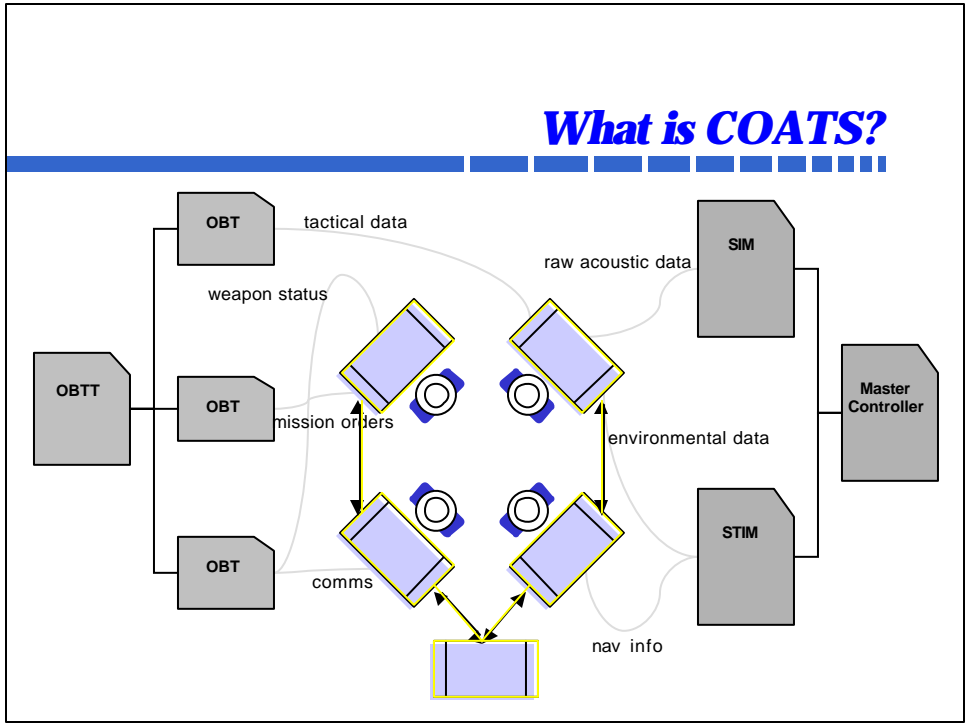 What is COATS?
OBT
tactical data
SIM
raw acoustic data
weapon status
OBTT
OBT
mission orders
Master
Controller
environmental data
STIM
OBT
comms
nav info